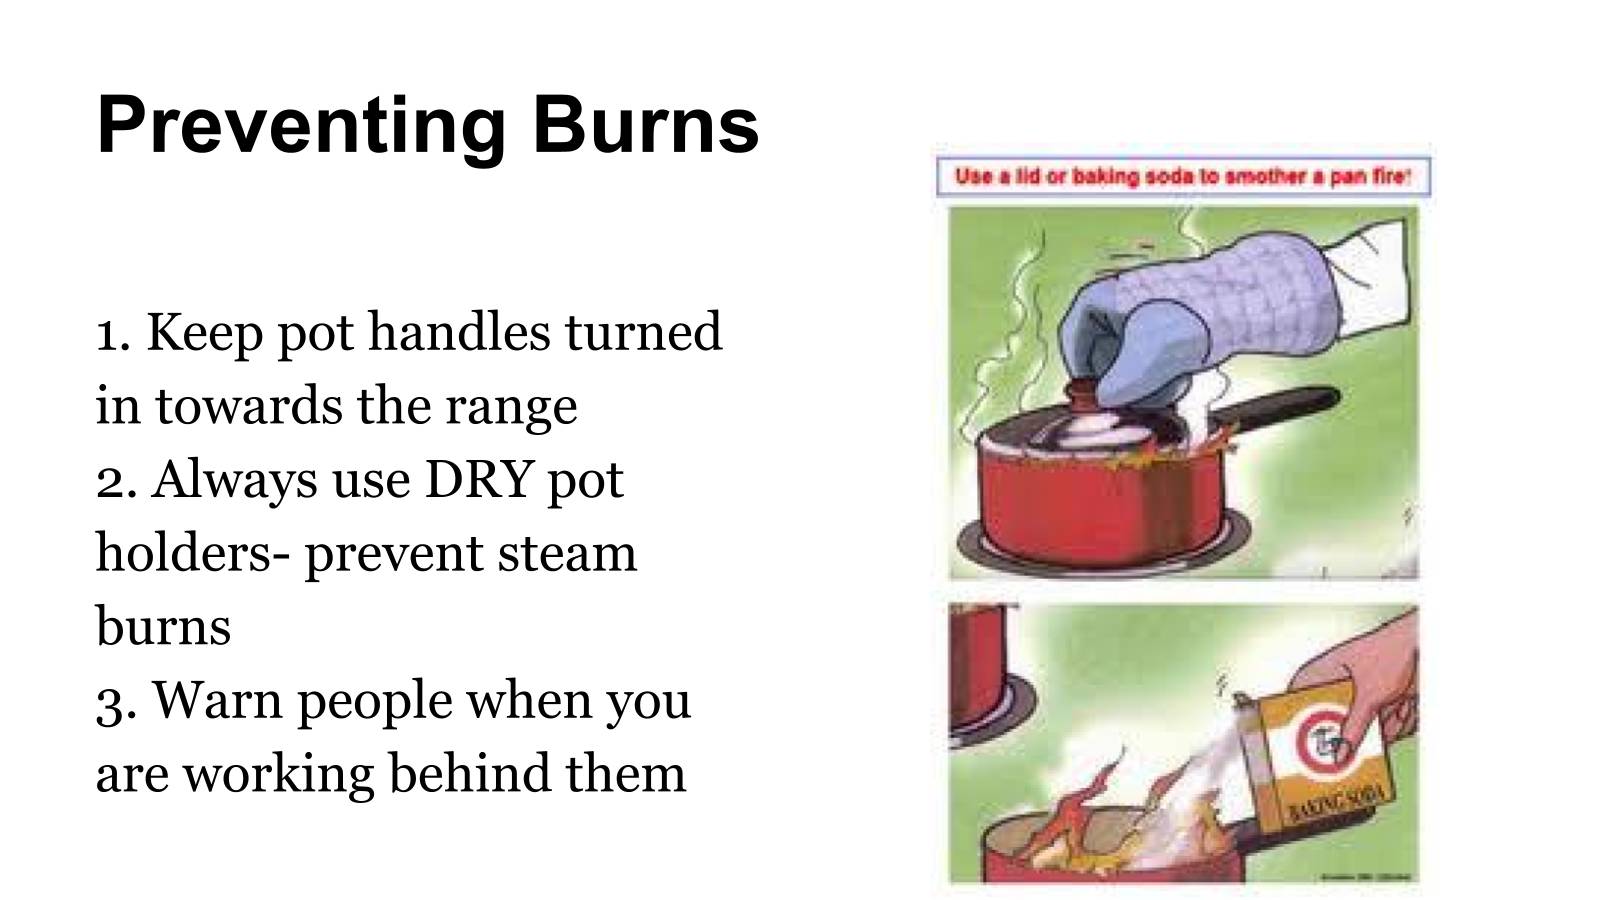 Preventing Burns
Use a lid or baking soda to smother a pan fire!
1. Keep pot handles turned
in towards the range
2. Always use DRY pot
holders- prevent steam
burns
3. Warn people when you
are working behind them
BAKING SODA